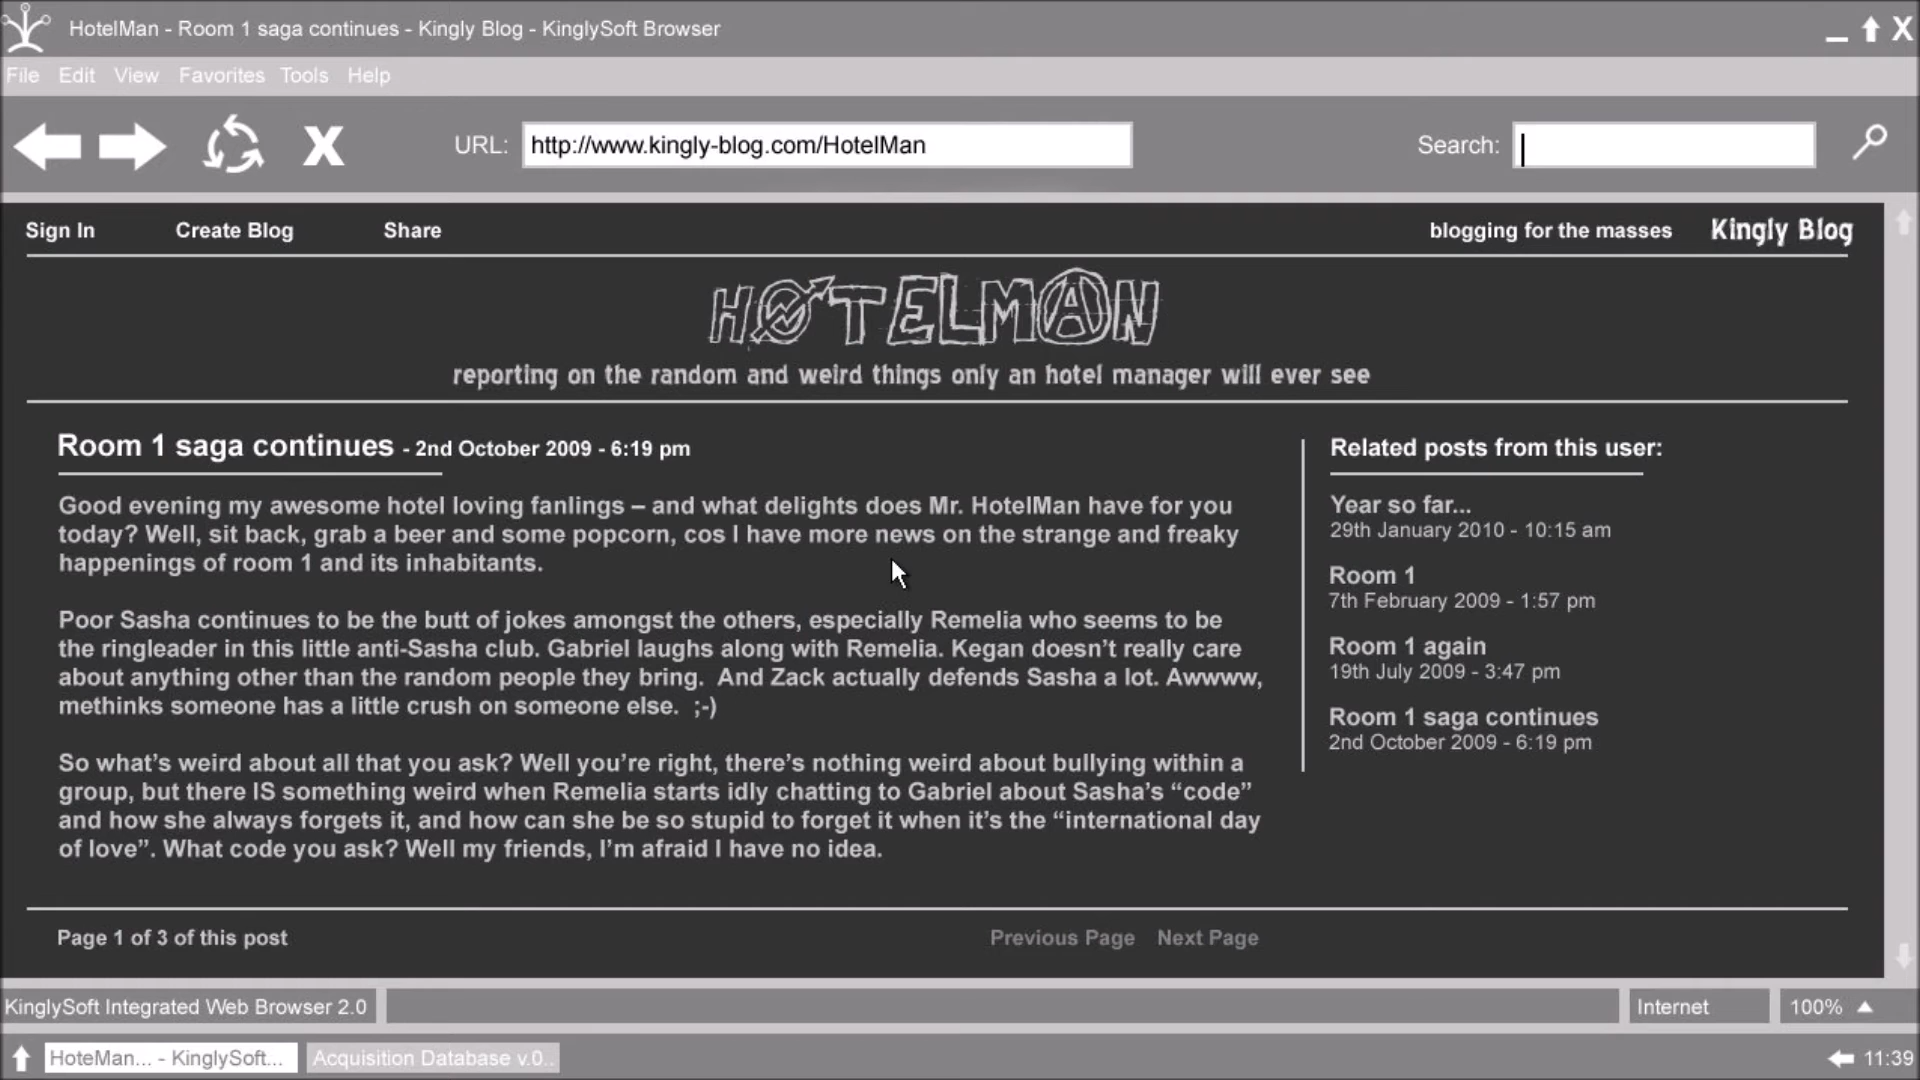 HotelMan - Room 1 saga continues - Kingly Blog - KinglySoft Browser
File Edit View Favorites Tools Help
URL: http://www.kingly-blog.com/HotelMan Search:
Sign In Create Blog Share blogging for the masses Kingly Blog
HOTELMAN
reporting on the random and weird things only an hotel manager will ever see
Room 1 saga continues - 2nd October 2009 - 6:19 pm
Good evening my awesome hotel loving fanlings – and what delights does Mr. HotelMan have for you
today? Well, sit back, grab a beer and some popcorn, cos I have more news on the strange and freaky
happenings of room 1 and its inhabitants.
Poor Sasha continues to be the butt of jokes amongst the others, especially Remelia who seems to be
the ringleader in this little anti-Sasha club. Gabriel laughs along with Remelia. Kegan doesn’t really care
about anything other than the random people they bring.  And Zack actually defends Sasha a lot. Awwww,
methinks someone has a little crush on someone else.  ;-)
So what’s weird about all that you ask? Well you’re right, there’s nothing weird about bullying within a
group, but there IS something weird when Remelia starts idly chatting to Gabriel about Sasha’s “code”
and how she always forgets it, and how can she be so stupid to forget it when it’s the “international day
of love”. What code you ask? Well my friends, I’m afraid I have no idea.
Related posts from this user:
Year so far...
29th January 2010 - 10:15 am
Room 1
7th February 2009 - 1:57 pm
Room 1 again
19th July 2009 - 3:47 pm
Room 1 saga continues
2nd October 2009 - 6:19 pm
Page 1 of 3 of this post Previous Page Next Page
KinglySoft Integrated Web Browser 2.0 Internet 100%
HoteMan... - KinglySoft... Acquisition Database v.0.. 11:39